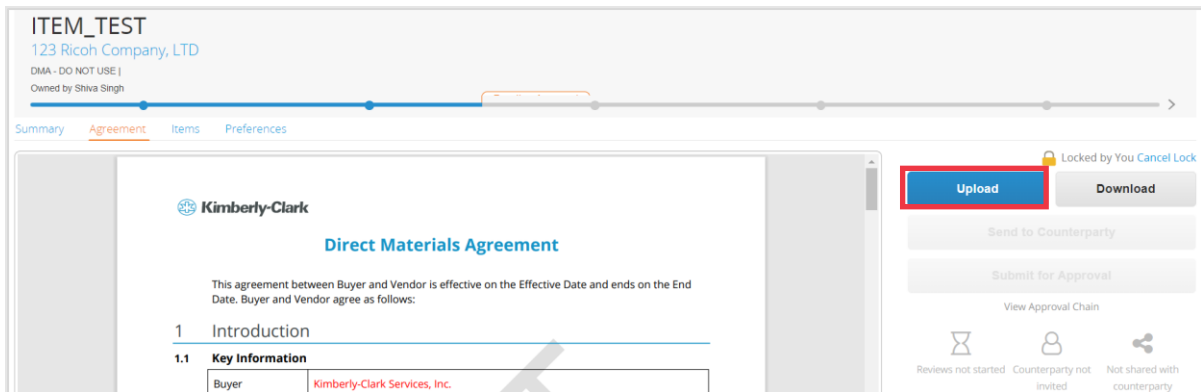 ITEM_TEST
123 Ricoh Company, LTD
DMA - DO NOT USE |
Owned by Shiva Singh
Summary Agreement Items Preferences
Locked by You Cancel Lock
Upload Download
Kimberly-Clark
Send to Counterparty
Direct Materials Agreement
Submit for Approval
This agreement between Buyer and Vendor is effective on the Effective Date and ends on the End
Date. Buyer and Vendor agree as follows:
View Approval Chain
1 Introduction
1.1 Key Information
Reviews not started Counterparty not invited Not shared with counterparty
Buyer Kimberly-Clark Services, Inc.